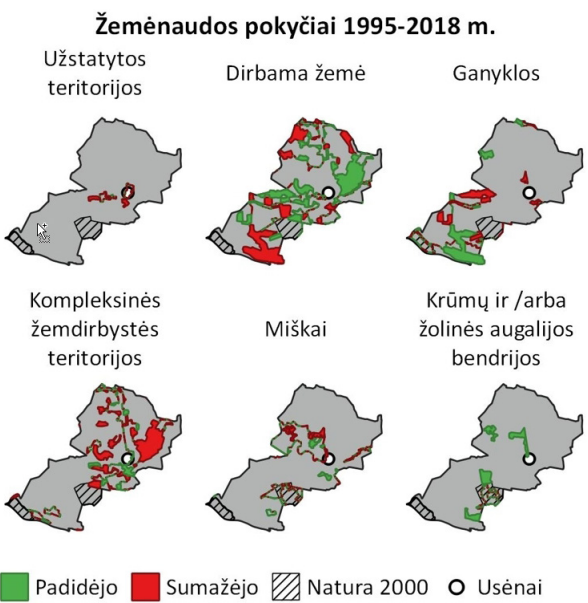 Žemėnaudos pokyčiai 1995-2018 m.
Užstatytos
teritorijos
Dirbama žemė
Ganyklos
Kompleksinės
žemdirbystės
teritorijos
Miškai
Krūmų ir /arba
žolinės augalijos
bendrijos
Padidėjo
Sumažėjo
Natura 2000
Usėnai